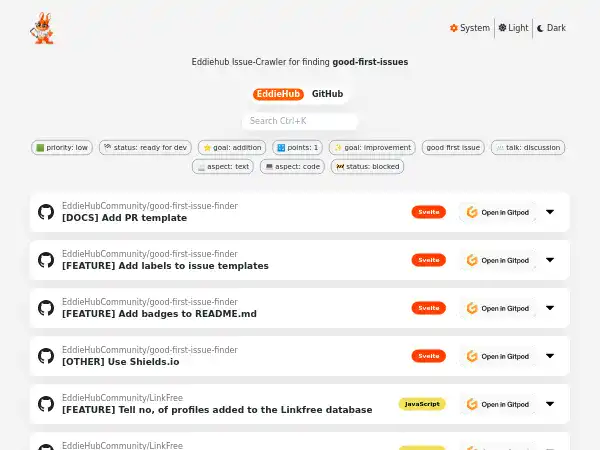 System Light Dark
Eddiehub Issue-Crawler for finding good-first-issues
EddieHub GitHub
Search Ctrl+K
priority: low status: ready for dev goal: addition points: 1 goal: improvement good first issue talk: discussion
aspect: text aspect: code status: blocked
EddieHubCommunity/good-first-issue-finder
[DOCS] Add PR template
Svelte Open in Gitpod
EddieHubCommunity/good-first-issue-finder
[FEATURE] Add labels to issue templates
Svelte Open in Gitpod
EddieHubCommunity/good-first-issue-finder
[FEATURE] Add badges to README.md
Svelte Open in Gitpod
EddieHubCommunity/good-first-issue-finder
[OTHER] Use Shields.io
Svelte Open in Gitpod
EddieHubCommunity/LinkFree
[FEATURE] Tell no, of profiles added to the Linkfree database
JavaScript Open in Gitpod
EddieHubCommunity/LinkFree